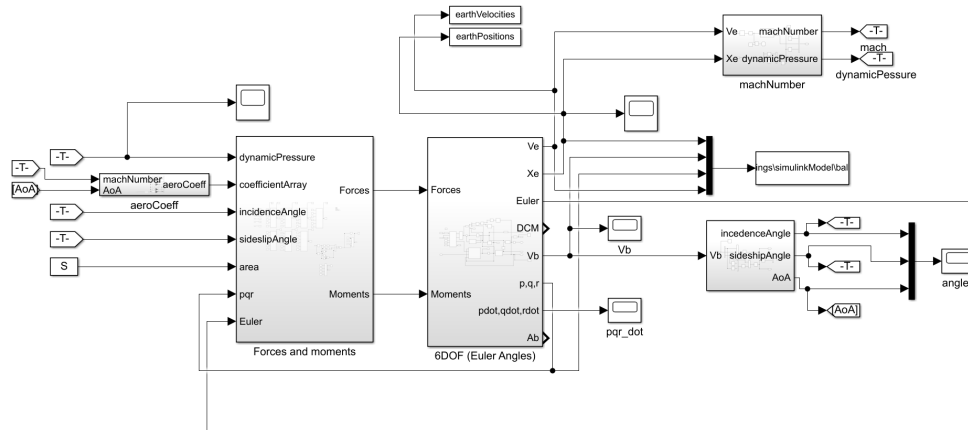 earthVelocities
earthPositions
Ve
machNumber
-T-
mach
Xe
dynamicPressure
-T-
dynamicPessure
machNumber
-T-
dynamicPressure
Ve
-T-
machNumber
aeroCoeff
coefficientArray
Forces
Forces
Xe
ings\simulinkModel\bal
[AoA]
AoA
aeroCoeff
Euler
-T-
incidenceAngle
DCM
incedenceAngle
-T-
-T-
sideslipAngle
Vb
Vb
Vb
sideshipAngle
-T-
S
area
AoA
angle
pqr
Moments
Moments
p,q,r
pdot,qdot,rdot
[AoA]
Euler
pqr_dot
Ab
Forces and moments
6DOF (Euler Angles)